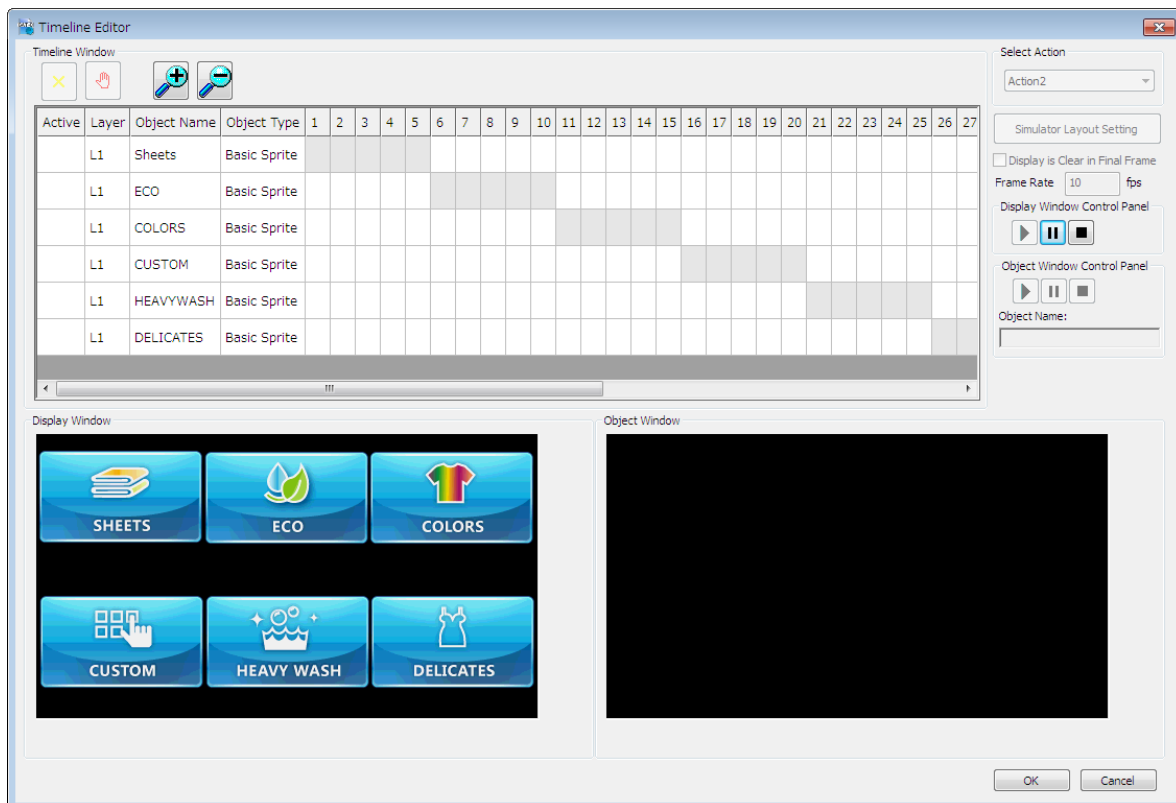 Timeline Editor
Timeline Window
Select Action
Action2
Active Layer Object Name Object Type 1 2 3 4 5 6 7 8 9 10 11 12 13 14 15 16 17 18 19 20 21 22 23 24 25 26 27
L1 Sheets Basic Sprite
L1 ECO Basic Sprite
L1 COLORS Basic Sprite
L1 CUSTOM Basic Sprite
L1 HEAVYWASH Basic Sprite
L1 DELICATES Basic Sprite
Simulator Layout Setting
Display is Clear in Final Frame
Frame Rate 10 fps
Display Window Control Panel
Object Window Control Panel
Object Name:
Display Window
Object Window
SHEETS ECO COLORS
CUSTOM HEAVY WASH DELICATES
OK Cancel